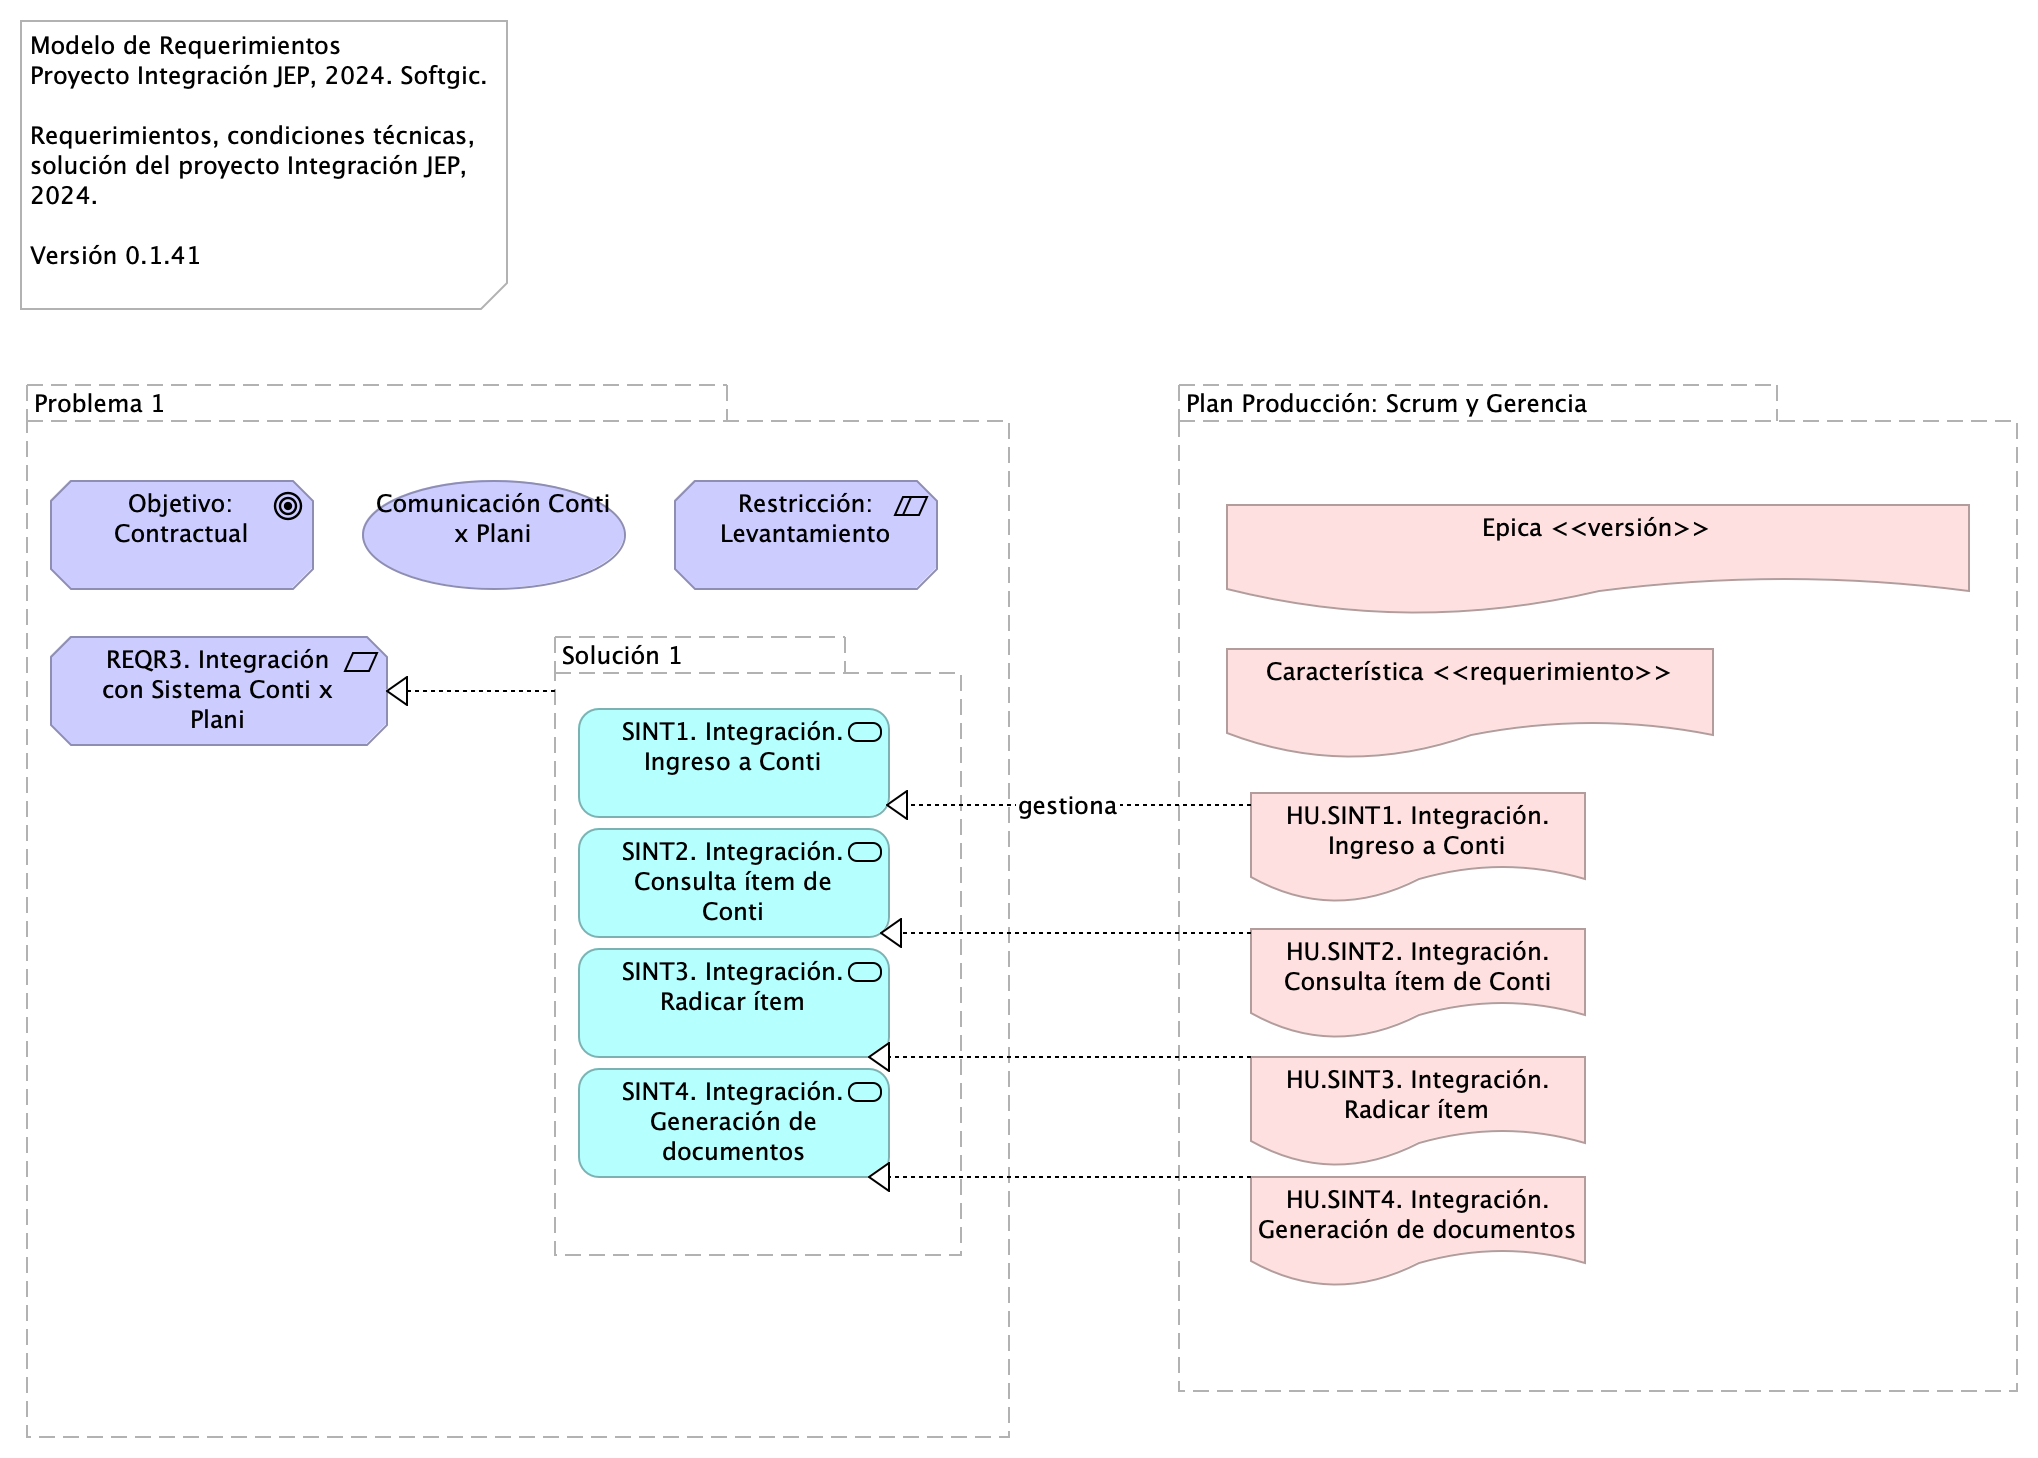 Modelo de Requerimientos
Proyecto Integración JEP, 2024. Softgic.
Requerimientos, condiciones técnicas,
solución del proyecto Integración JEP,
2024.
Versión 0.1.41
Problema 1
Objetivo:
Contractual
Comunicación Conti
x Plani
Restricción:
Levantamiento
REQR3. Integración
con Sistema Conti x
Plani
Solución 1
SINT1. Integración.
Ingreso a Conti
SINT2. Integración.
Consulta ítem de
Conti
SINT3. Integración.
Radicar ítem
SINT4. Integración.
Generación de
documentos
gestiona
Plan Producción: Scrum y Gerencia
Epica <<versión>>
Característica <<requerimiento>>
HU.SINT1. Integración.
Ingreso a Conti
HU.SINT2. Integración.
Consulta ítem de Conti
HU.SINT3. Integración.
Radicar ítem
HU.SINT4. Integración.
Generación de documentos